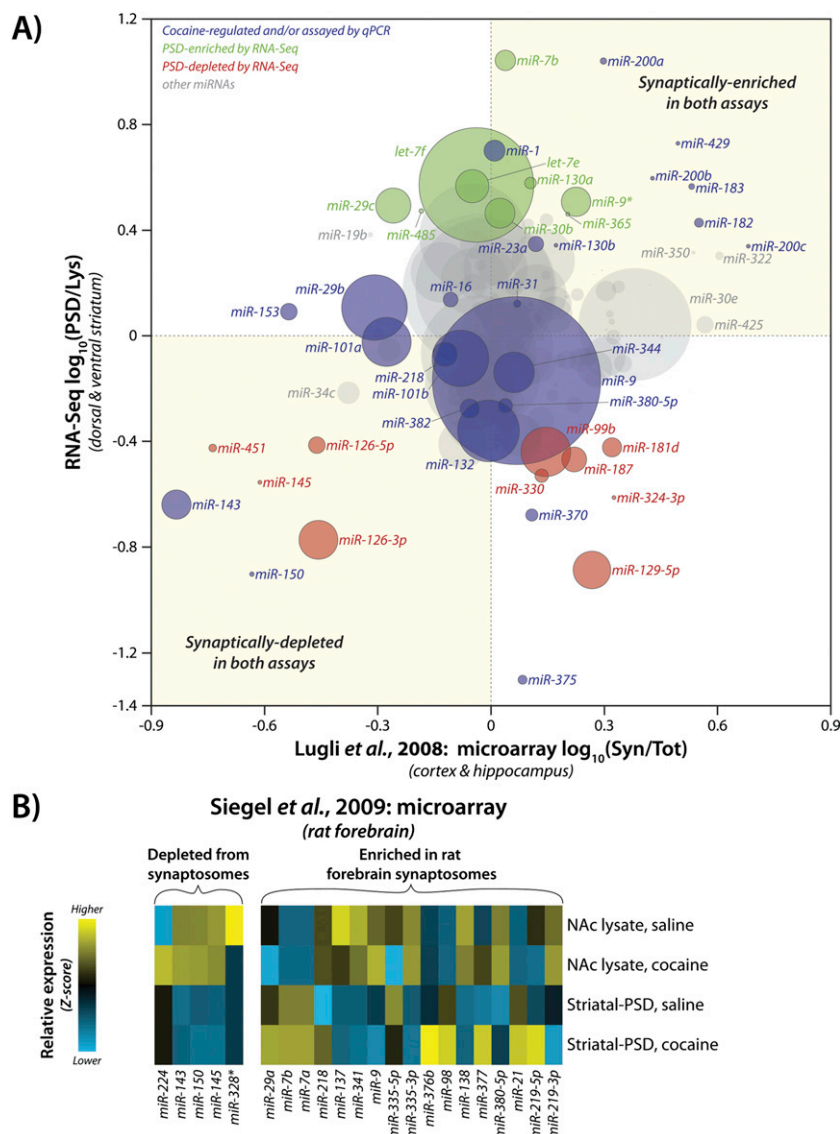 A)
Cocaine-regulated and/or assayed by qPCR
PSD-enriched by RNA-Seq
PSD-depleted by RNA-Seq
other miRNAs
RNA-Seq log10(PSD/Lys)
(dorsal & ventral striatum)
1.2
0.8
0.4
0
-0.4
-0.8
-1.2
-1.4
miR-7b
miR-200a
Synaptically-enriched
in both assays
let-7f
miR-1
miR-429
let-7e
miR-130a
miR-200b
miR-183
miR-29c
miR-9*
miR-485
miR-365
miR-30b
miR-182
miR-19b
miR-23a
miR-130b
miR-200c
miR-350
miR-322
miR-29b
miR-16
miR-31
miR-30e
miR-153
miR-425
miR-101a
miR-344
miR-218
miR-9
miR-34c
miR-101b
miR-380-5p
miR-382
miR-99b
miR-451
miR-126-5p
miR-132
miR-181d
miR-187
miR-145
miR-330
miR-324-3p
miR-143
miR-370
miR-126-3p
miR-129-5p
miR-150
Synaptically-depleted
in both assays
miR-375
-0.9
-0.6
-0.3
0
0.3
0.6
0.9
Lugli et al., 2008: microarray log10(Syn/Tot)
(cortex & hippocampus)
B)
Siegel et al., 2009: microarray
(rat forebrain)
Depleted from
synaptosomes
Enriched in rat
forebrain synaptosomes
Relative expression
(Z-score)
Higher
Lower
NAc lysate, saline
NAc lysate, cocaine
Striatal-PSD, saline
Striatal-PSD, cocaine
miR-224
miR-143
miR-150
miR-145
miR-328*
miR-29a
miR-7b
miR-7a
miR-218
miR-137
miR-341
miR-9
miR-335-5p
miR-335-3p
miR-376b
miR-98
miR-138
miR-377
miR-380-5p
miR-21
miR-219-5p
miR-219-3p